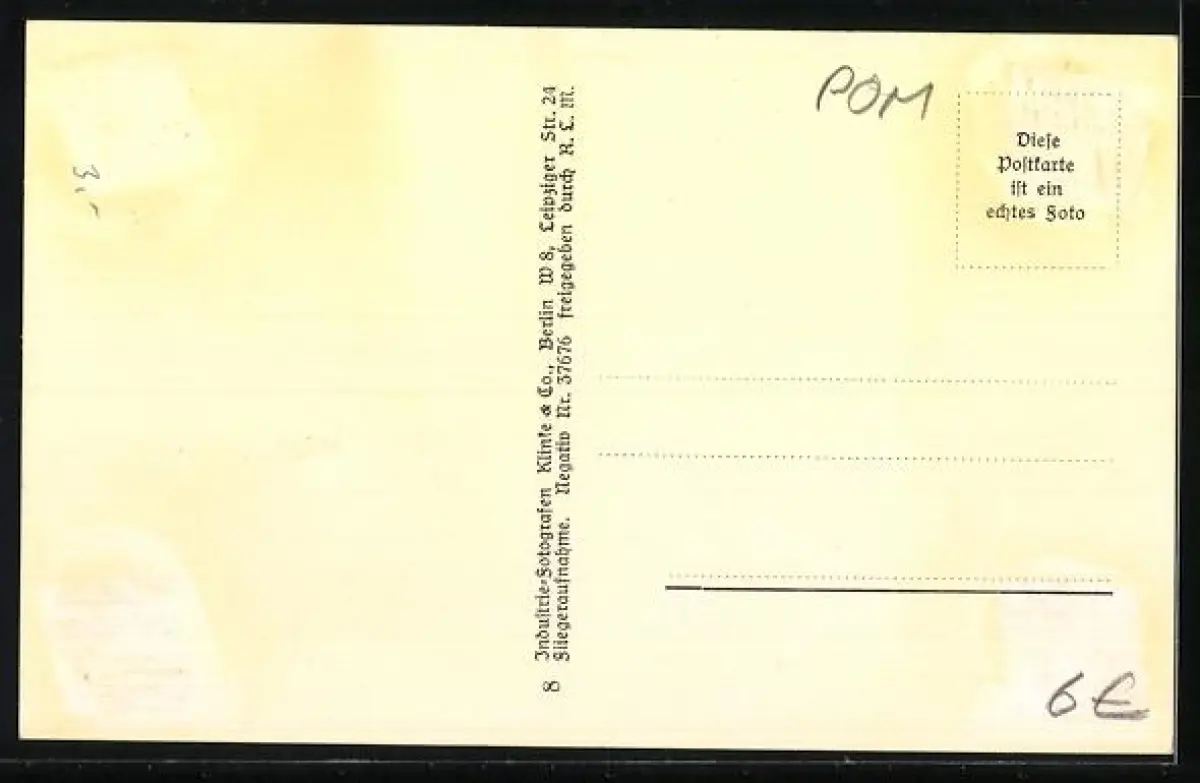 3,-
8 Industrie-Fotografen Klinke & Co., Berlin W 8, Leipziger Str. 24
Fliegeraufnahme. Negativ Nr. 37676 freigegeben durch R. L. M.
POM
Dieſe
Poſtkarte
iſt ein
echtes Foto
6€